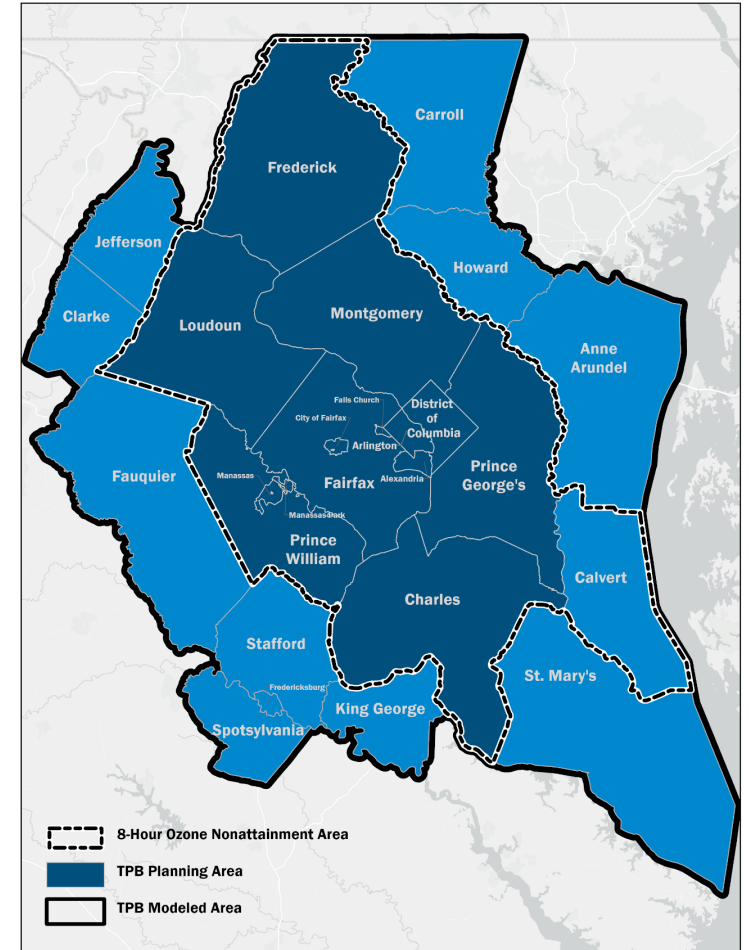 Carroll
Frederick
Jefferson
Howard
Clarke
Loudoun
Montgomery
Anne
Arundel
Falls Church
District
of
Columbia
City of Fairfax
Arlington
Prince
George's
Fauquier
Manassas
Fairfax
Alexandria
Manassas Park
Prince
William
Calvert
Charles
Stafford
St. Mary's
Fredericksburg
King George
Spotsylvania
8-Hour Ozone Nonattainment Area
TPB Planning Area
TPB Modeled Area